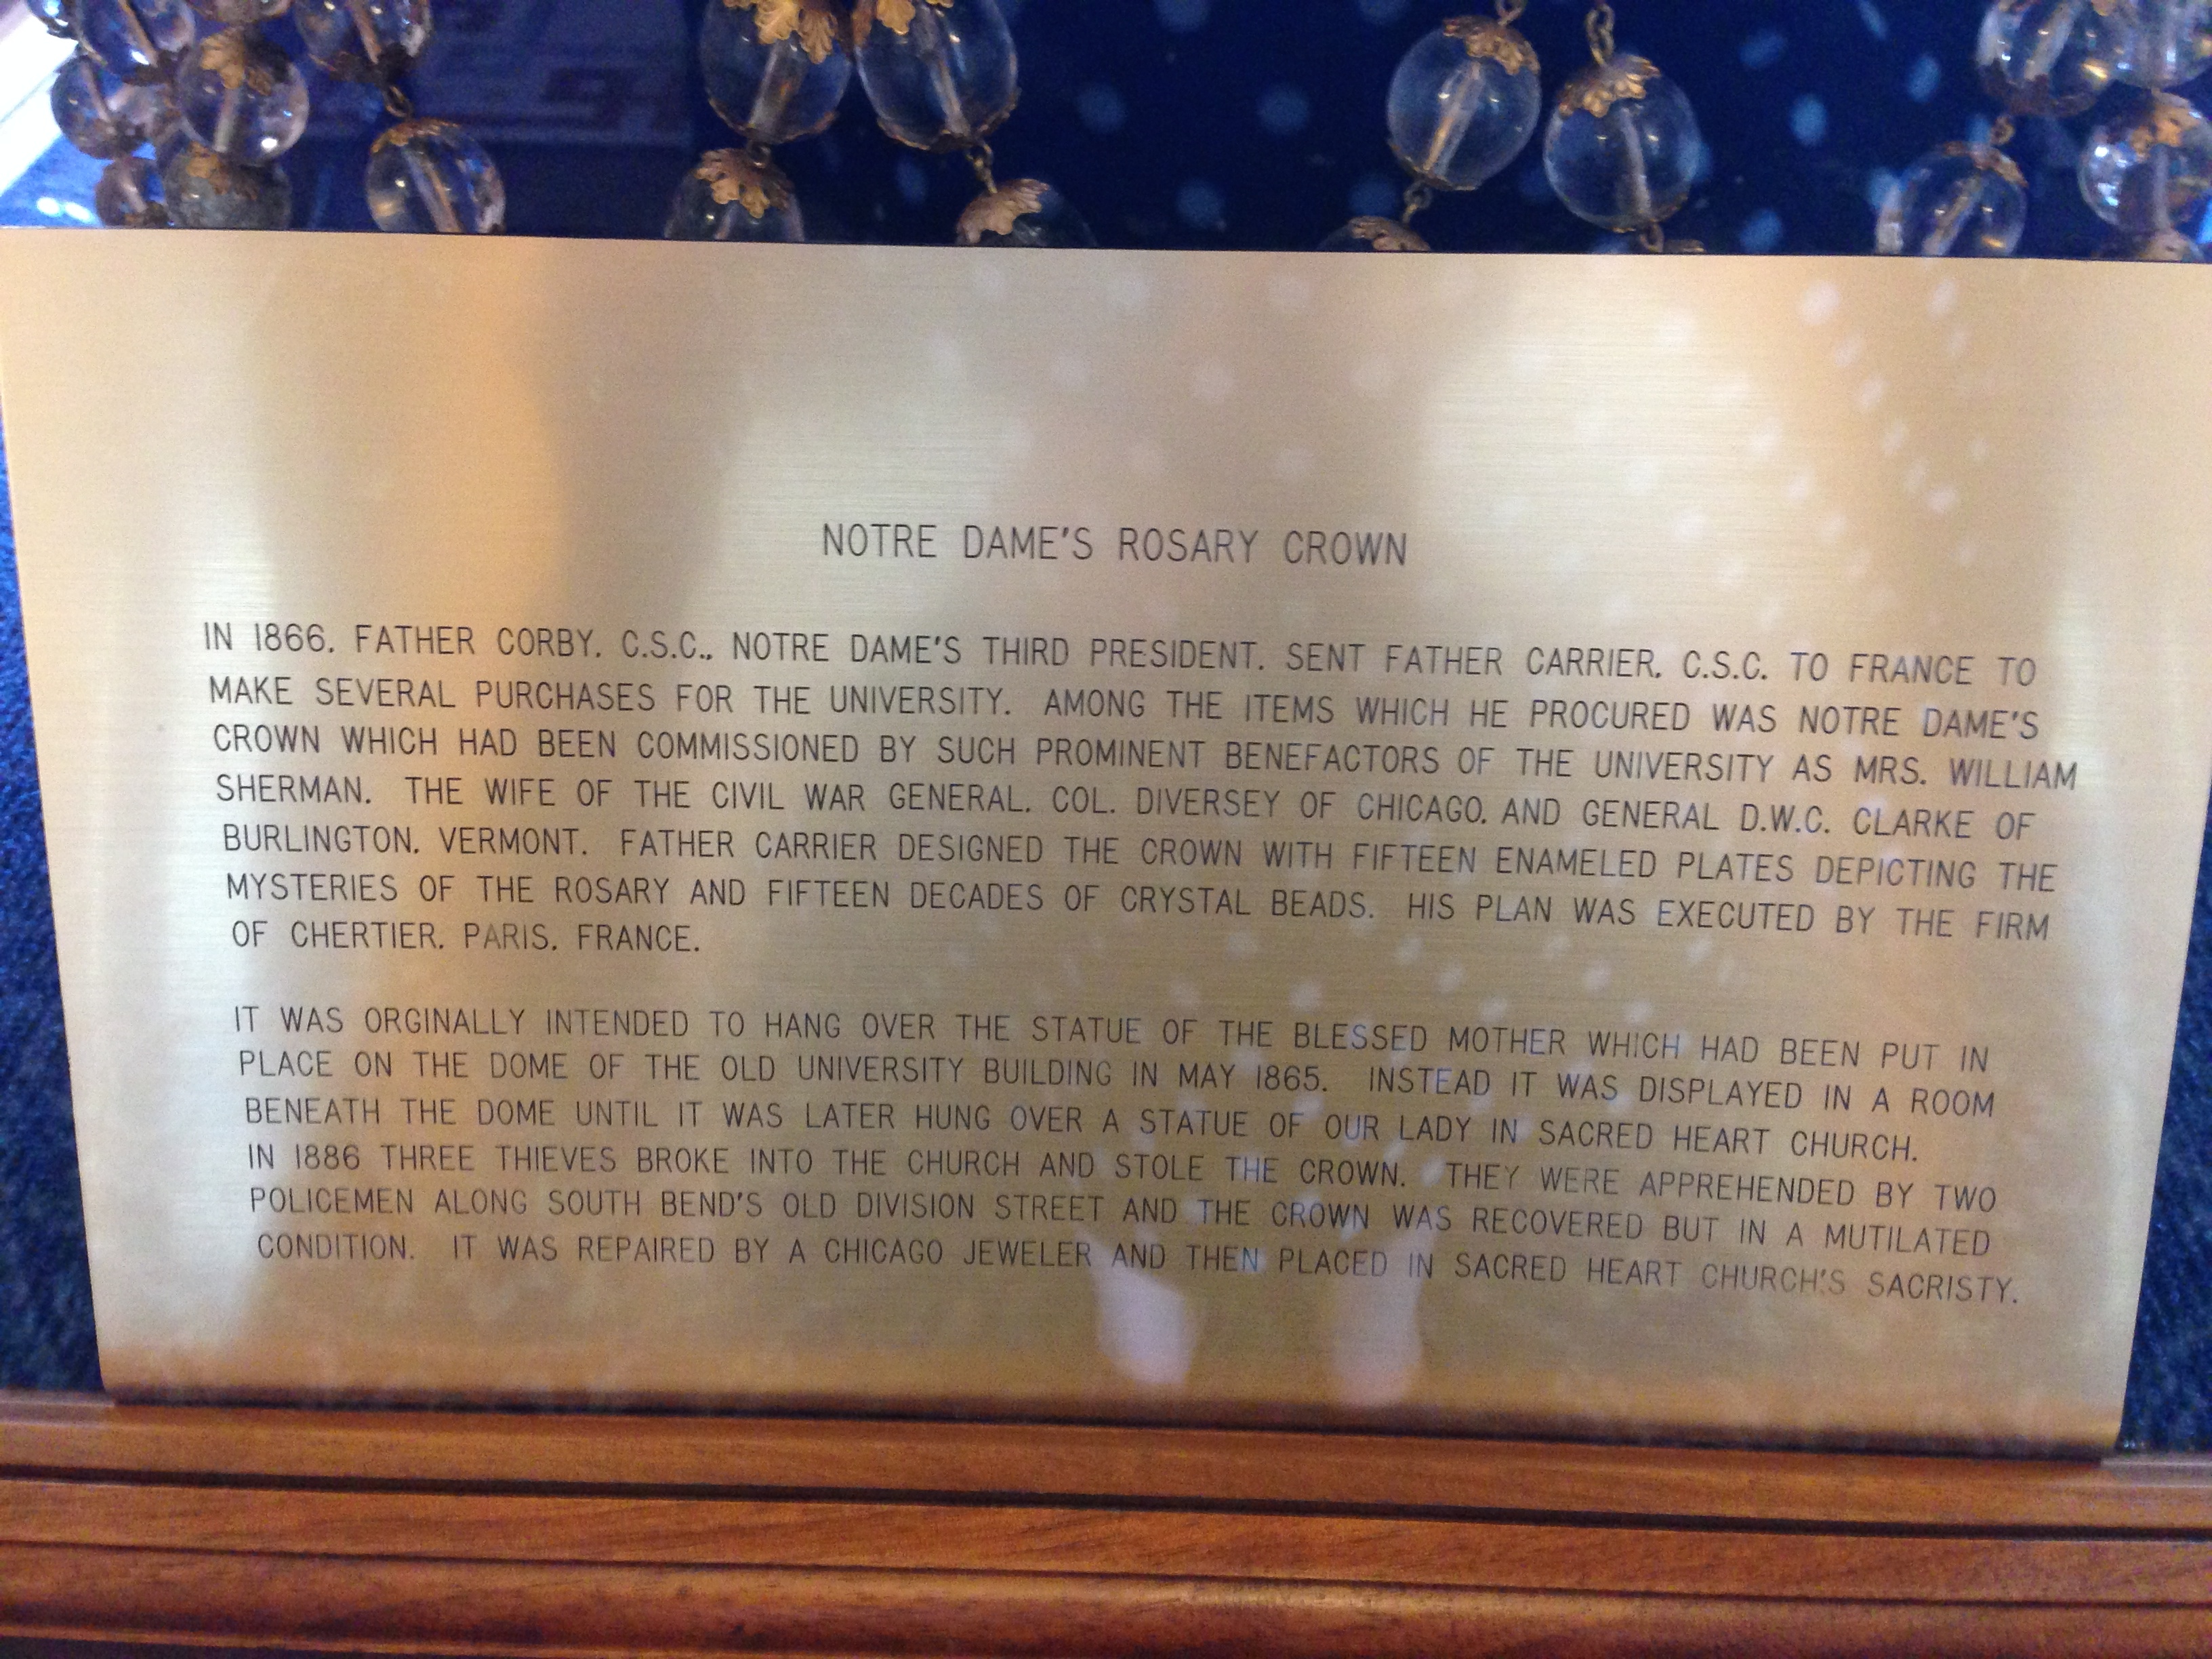 NOTRE DAME'S ROSARY CROWN
IN 1866, FATHER CORBY, C.S.C., NOTRE DAME'S THIRD PRESIDENT, SENT FATHER CARRIER, C.S.C. TO FRANCE TO
MAKE SEVERAL PURCHASES FOR THE UNIVERSITY. AMONG THE ITEMS WHICH HE PROCURED WAS NOTRE DAME'S
CROWN WHICH HAD BEEN COMMISSIONED BY SUCH PROMINENT BENEFACTORS OF THE UNIVERSITY AS MRS. WILLIAM
SHERMAN. THE WIFE OF THE CIVIL WAR GENERAL, COL. DIVERSEY OF CHICAGO, AND GENERAL D.W.C. CLARKE OF
BURLINGTON, VERMONT. FATHER CARRIER DESIGNED THE CROWN WITH FIFTEEN ENAMELED PLATES DEPICTING THE
MYSTERIES OF THE ROSARY AND FIFTEEN DECADES OF CRYSTAL BEADS. HIS PLAN WAS EXECUTED BY THE FIRM
OF CHERTIER, PARIS, FRANCE.
IT WAS ORGINALLY INTENDED TO HANG OVER THE STATUE OF THE BLESSED MOTHER WHICH HAD BEEN PUT IN
PLACE ON THE DOME OF THE OLD UNIVERSITY BUILDING IN MAY 1865. INSTEAD IT WAS DISPLAYED IN A ROOM
BENEATH THE DOME UNTIL IT WAS LATER HUNG OVER A STATUE OF OUR LADY IN SACRED HEART CHURCH.
IN 1886 THREE THIEVES BROKE INTO THE CHURCH AND STOLE THE CROWN. THEY WERE APPREHENDED BY TWO
POLICEMEN ALONG SOUTH BEND'S OLD DIVISION STREET AND THE CROWN WAS RECOVERED BUT IN A MUTILATED
CONDITION. IT WAS REPAIRED BY A CHICAGO JEWELER AND THEN PLACED IN SACRED HEART CHURCH'S SACRISTY.